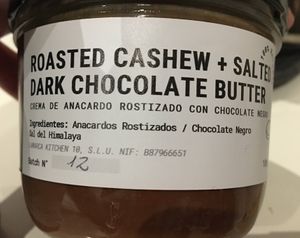 ROASTED CASHEW + SALTED
DARK CHOCOLATE BUTTER
CREMA DE ANACARDO ROSTIZADO CON CHOCOLATE NEGRO
Ingredientes: Anacardos Rostizados / Chocolate Negro
Sal del Himalaya
JAMAICA KITCHEN 10, S.L.U. NIF: B87966651
Batch Nº 12